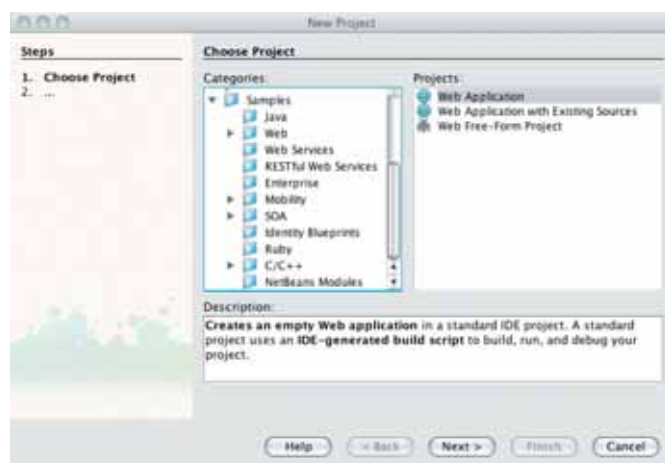 New Project
Steps
1. Choose Project
2. ...
Choose Project
Categories:
Samples
Java
Web
Web Services
RESTful Web Services
Enterprise
Mobility
SOA
Identity Blueprints
Ruby
C/C++
NetBeans Modules
Projects:
Web Application
Web Application with Existing Sources
Web Free-Form Project
Description:
Creates an empty Web application in a standard IDE project. A standard
project uses an IDE-generated build script to build, run, and debug your
project.
Help
< Back
Next >
Finish
Cancel